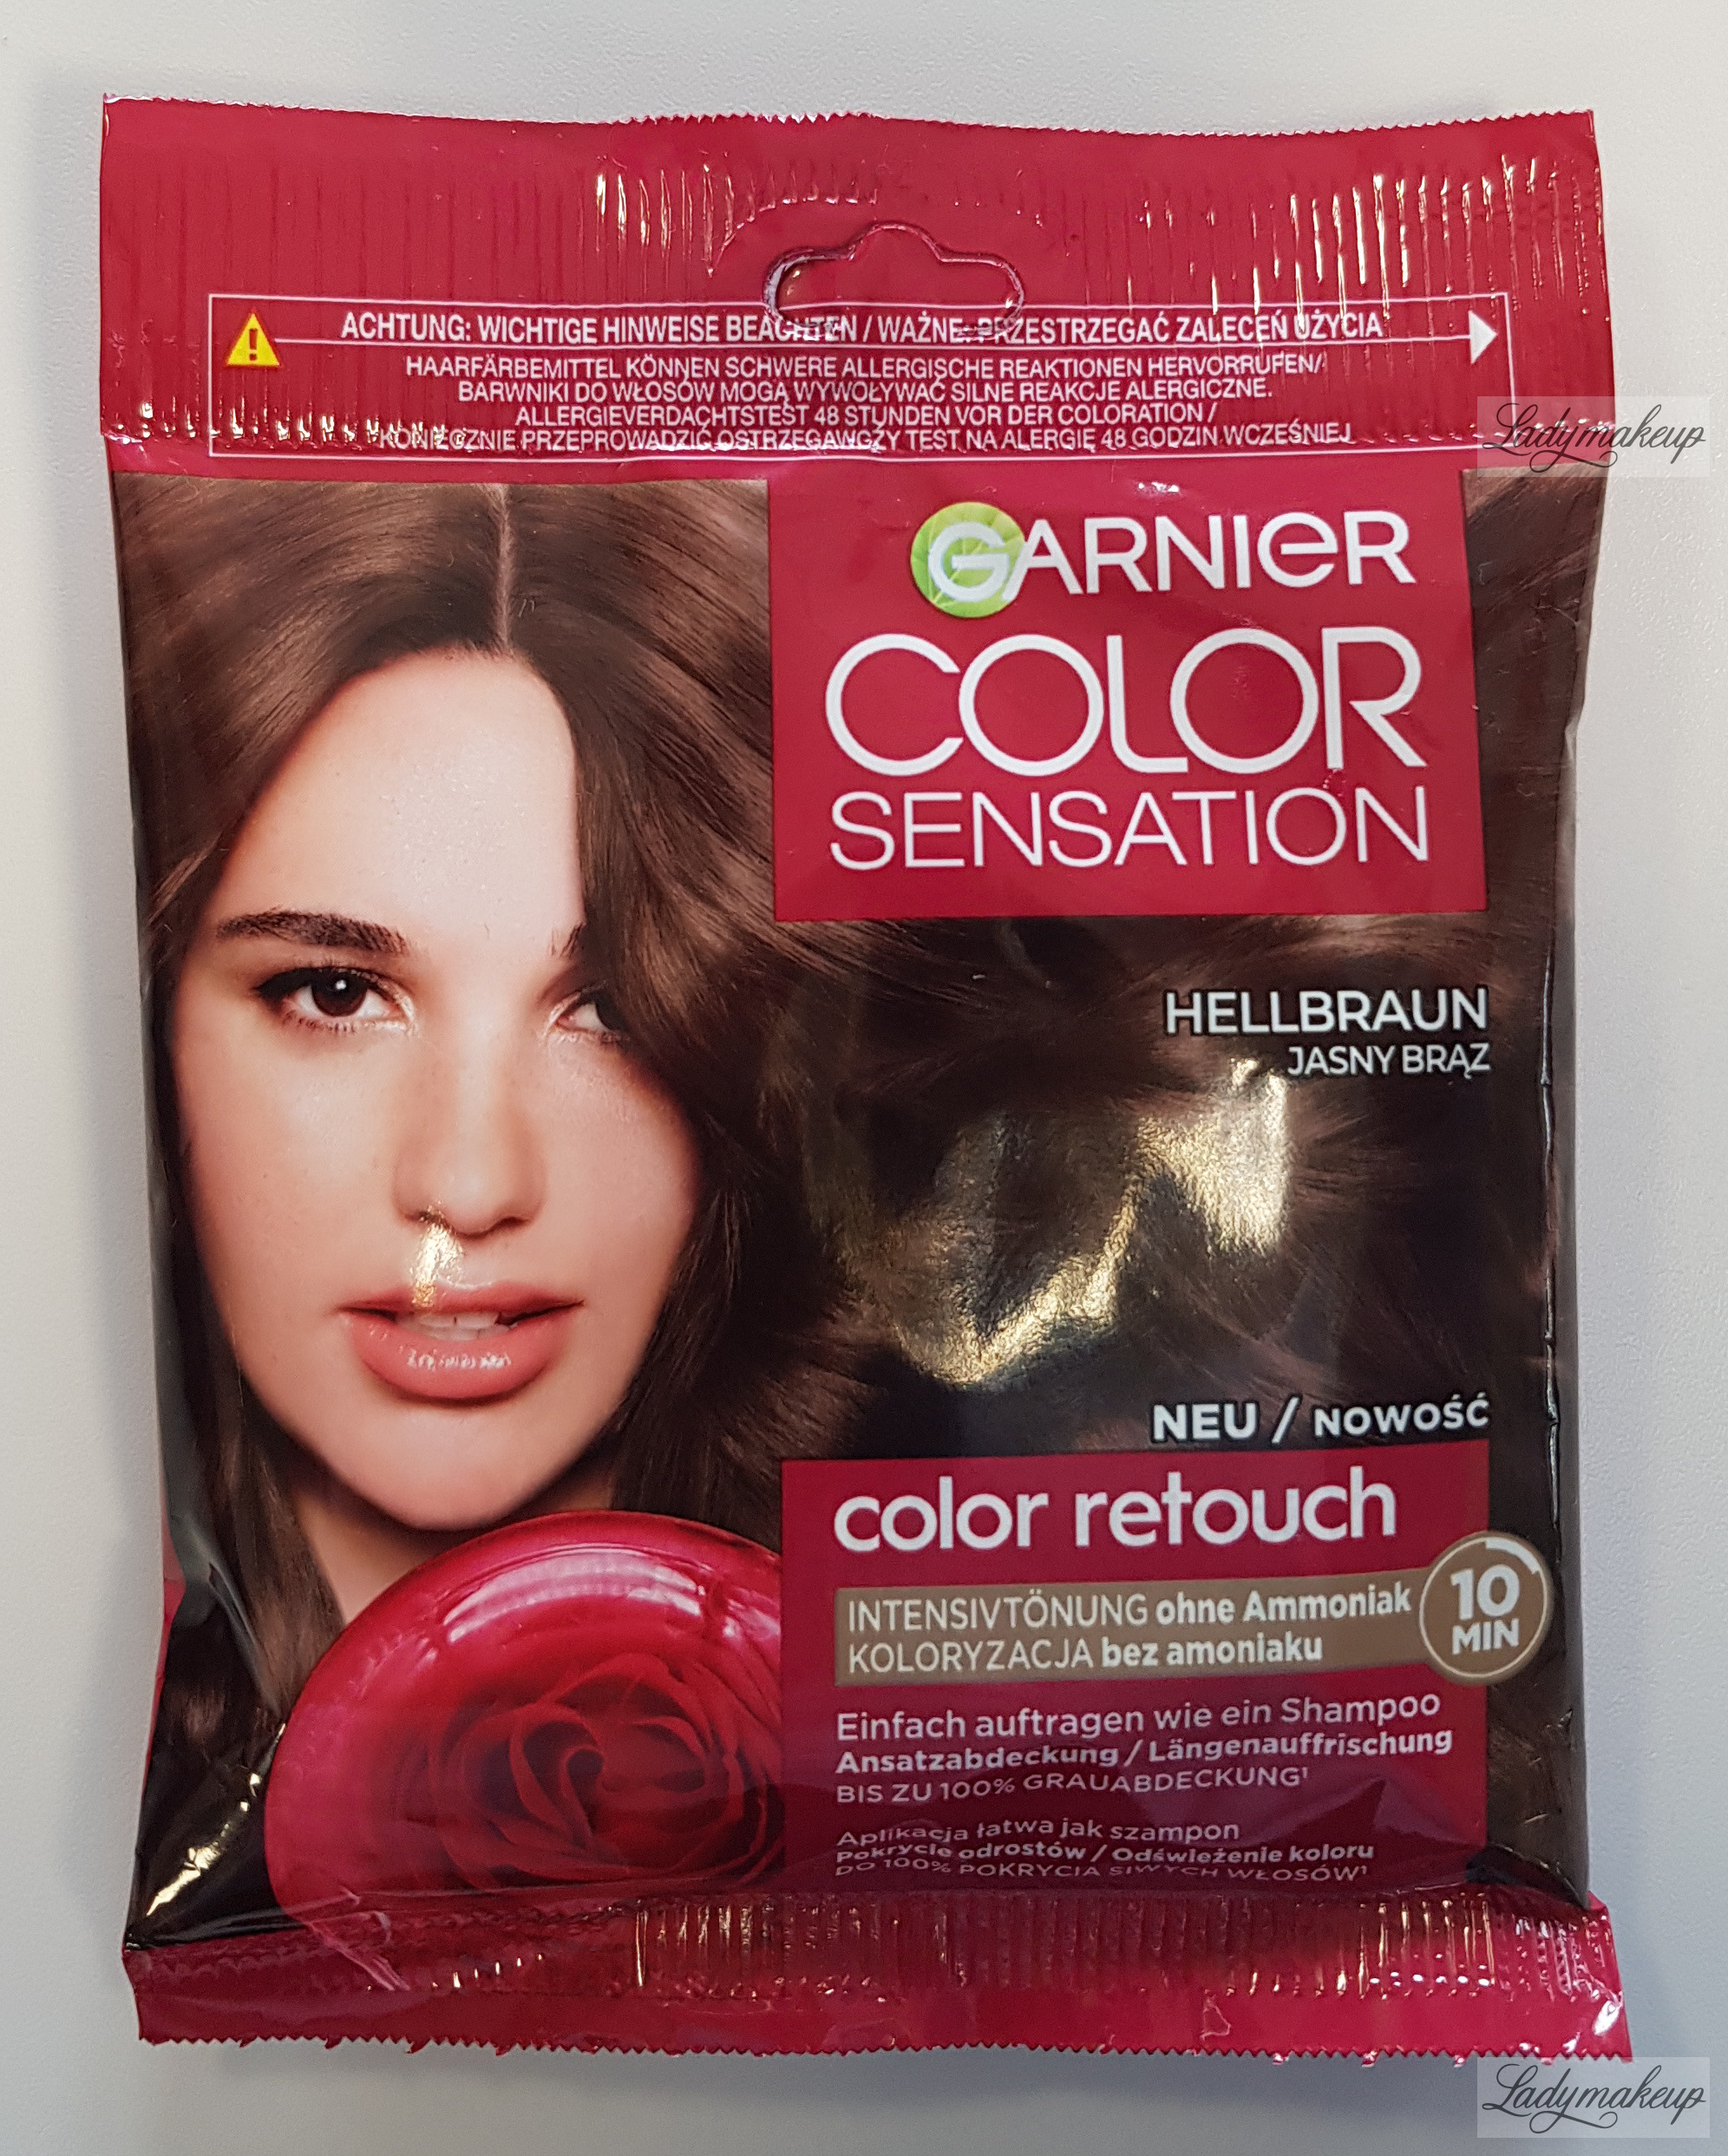 ACHTUNG: WICHTIGE HINWEISE BEACHTEN / WAŻNE: PRZESTRZEGAĆ ZALECEŃ UŻYCIA
HAARFÄRBEMITTEL KÖNNEN SCHWERE ALLERGISCHE REAKTIONEN HERVORRUFEN/
BARWNIKI DO WŁOSÓW MOGĄ WYWOŁYWAĆ SILNE REAKCJE ALERGICZNE.
ALLERGIEVERDACHTSTEST 48 STUNDEN VOR DER COLORATION /
KONIECZNIE PRZEPROWADZIĆ OSTRZEGAWCZY TEST NA ALERGIĘ 48 GODZIN WCZEŚNIEJ
Ladymakeup
GARNIER
COLOR
SENSATION
HELLBRAUN
JASNY BRĄZ
NEU / NOWOŚĆ
color retouch
INTENSIVTÖNUNG ohne Ammoniak
KOLORYZACJA bez amoniaku
10
MIN
Einfach auftragen wie ein Shampoo
Ansatzabdeckung / Längenauffrischung
BIS ZU 100% GRAUABDECKUNG¹
Aplikacja łatwa jak szampon
Pokrycie odrostów / Odświeżenie koloru
DO 100% POKRYCIA SIWYCH WŁOSÓW¹
Ladymakeup